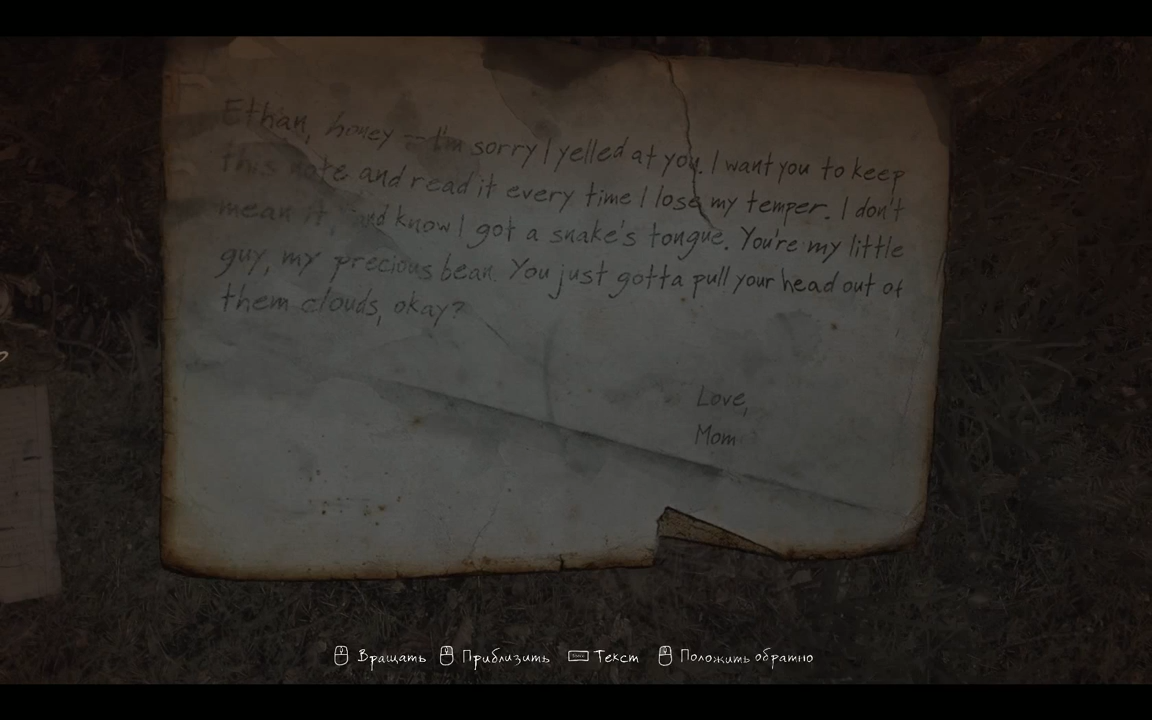 Ethan, honey — I'm sorry I yelled at you. I want you to keep
this note and read it every time I lose my temper. I don't
mean it, and know I got a snake's tongue. You're my little
guy, my precious bean. You just gotta pull your head out of
them clouds, okay?
Love,
Mom
Вращать Приблизить Текст Положить обратно